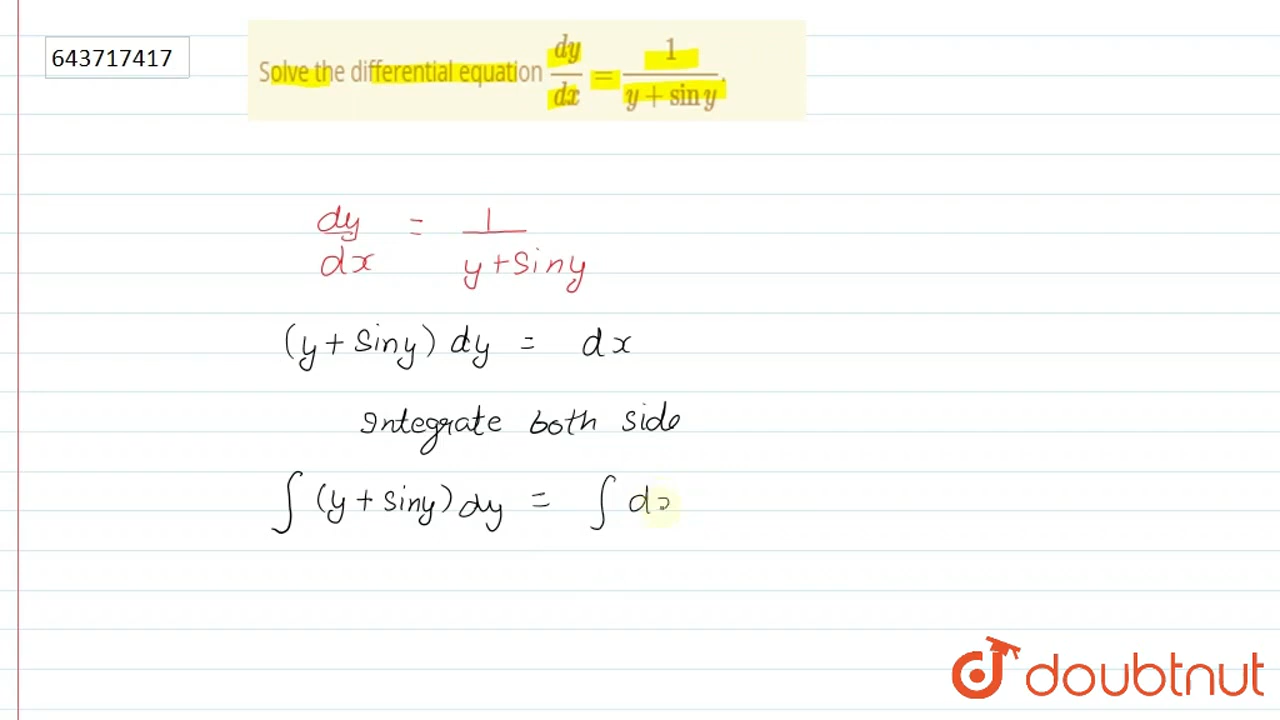 643717417
Solve the differential equation dy/dx = 1/(y + sin y).
dy/dx = 1/(y + Siny)
(y + Siny) dy = dx
Integrate both side
∫ (y + siny) dy = ∫ dx
doubtnut